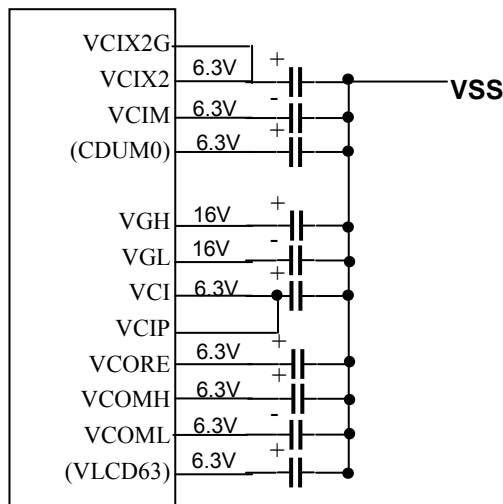 VCIX2G
+
VCIX2 6.3V
VSS
-
VCIM 6.3V
+
(CDUM0) 6.3V
+
VGH 16V
-
VGL 16V
+
VCI 6.3V
VCIP
+
VCORE 6.3V
+
VCOMH 6.3V
-
VCOML 6.3V
+
(VLCD63) 6.3V